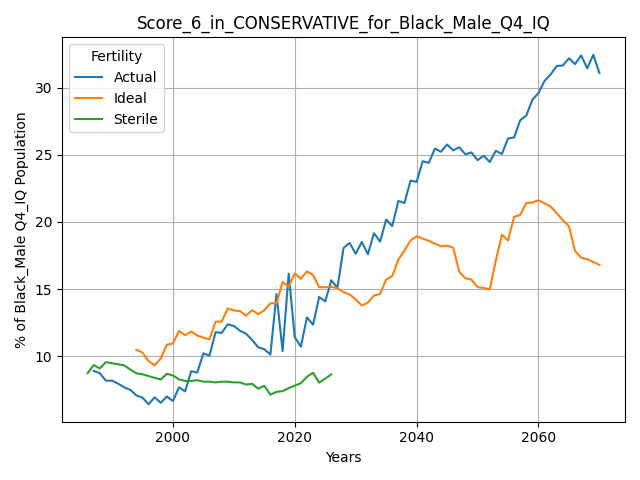 Score_6_in_CONSERVATIVE_for_Black_Male_Q4_IQ
Fertility
Actual
Ideal
Sterile
% of Black_Male Q4_IQ Population
30
25
20
15
10
2000
2020
2040
2060
Years